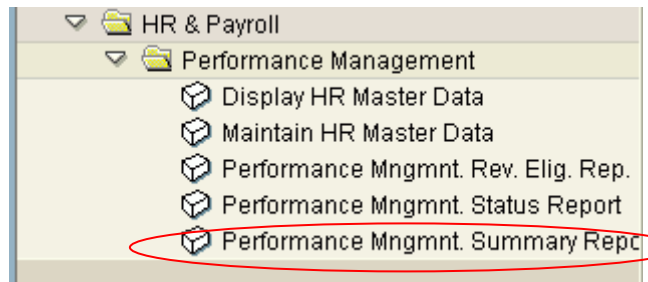 HR & Payroll
Performance Management
Display HR Master Data
Maintain HR Master Data
Performance Mngmnt. Rev. Elig. Rep.
Performance Mngmnt. Status Report
Performance Mngmnt. Summary Repo